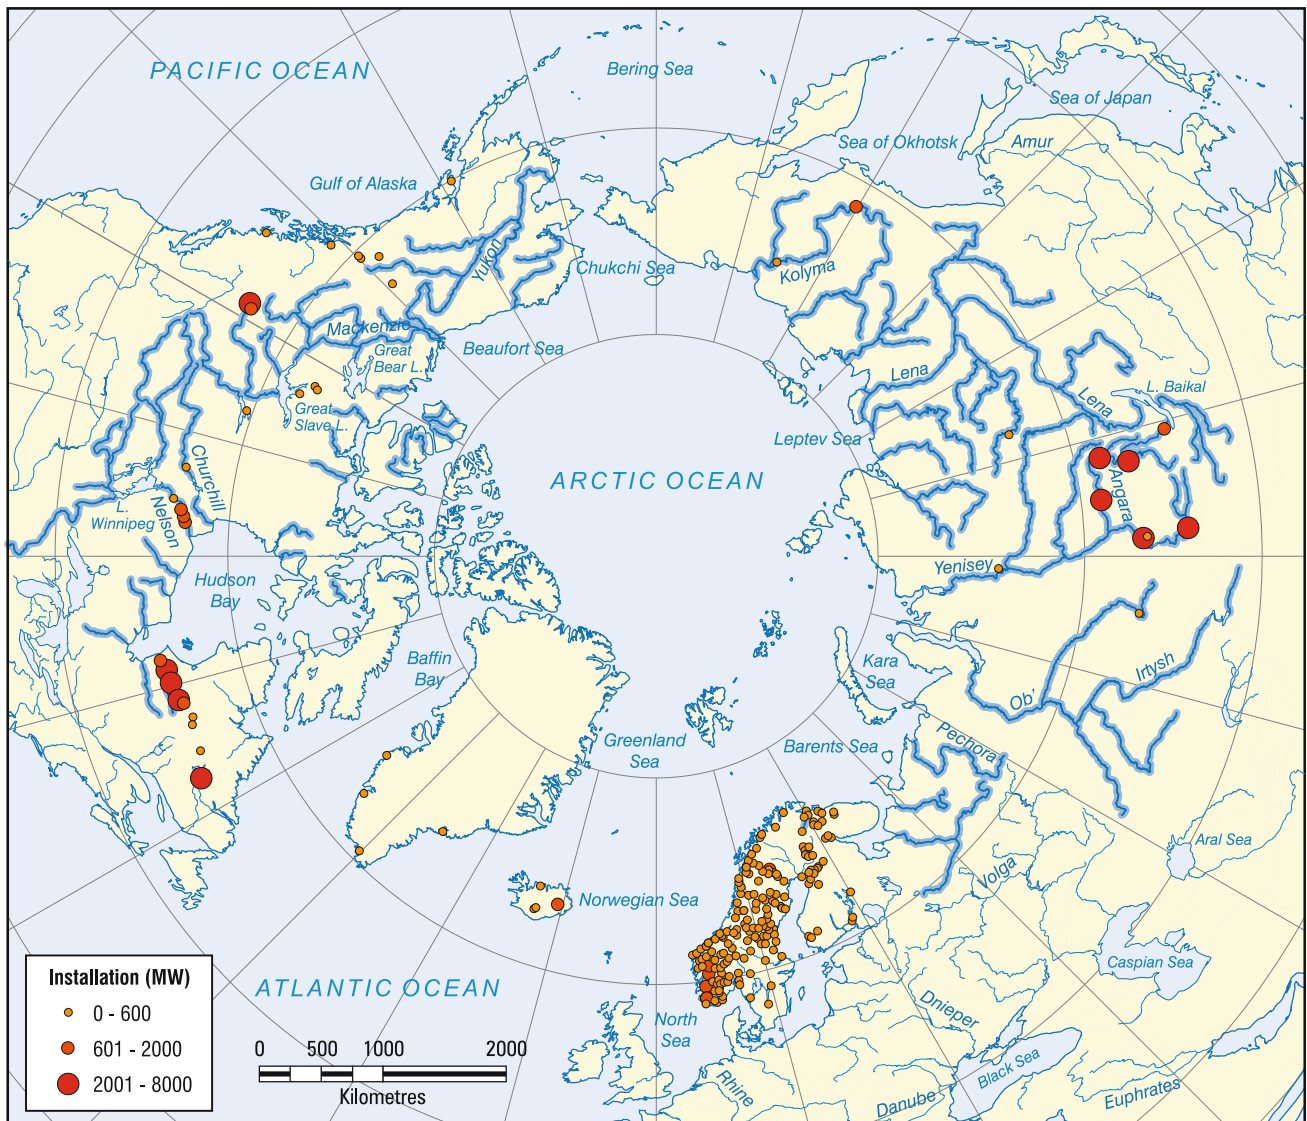 PACIFIC OCEAN
Bering Sea
Sea of Japan
Sea of Okhotsk
Amur
Gulf of Alaska
Yukon
Chukchi Sea
Kolyma
Mackenzie
Beaufort Sea
Great
Bear L.
Lena
L. Baikal
Great
Slave L.
Lena
Leptev Sea
Churchill
ARCTIC OCEAN
Angara
L.
Winnipeg
Nelson
Yenisey
Hudson
Bay
Baffin
Bay
Kara
Sea
Irtysh
Ob'
Greenland
Sea
Barents Sea
Pechora
Aral Sea
Volga
Norwegian Sea
Caspian Sea
ATLANTIC OCEAN
Dnieper
North
Sea
Black Sea
Rhine
Danube
Euphrates
Installation (MW)
0 - 600
601 - 2000
2001 - 8000
0 500 1000 2000
Kilometres